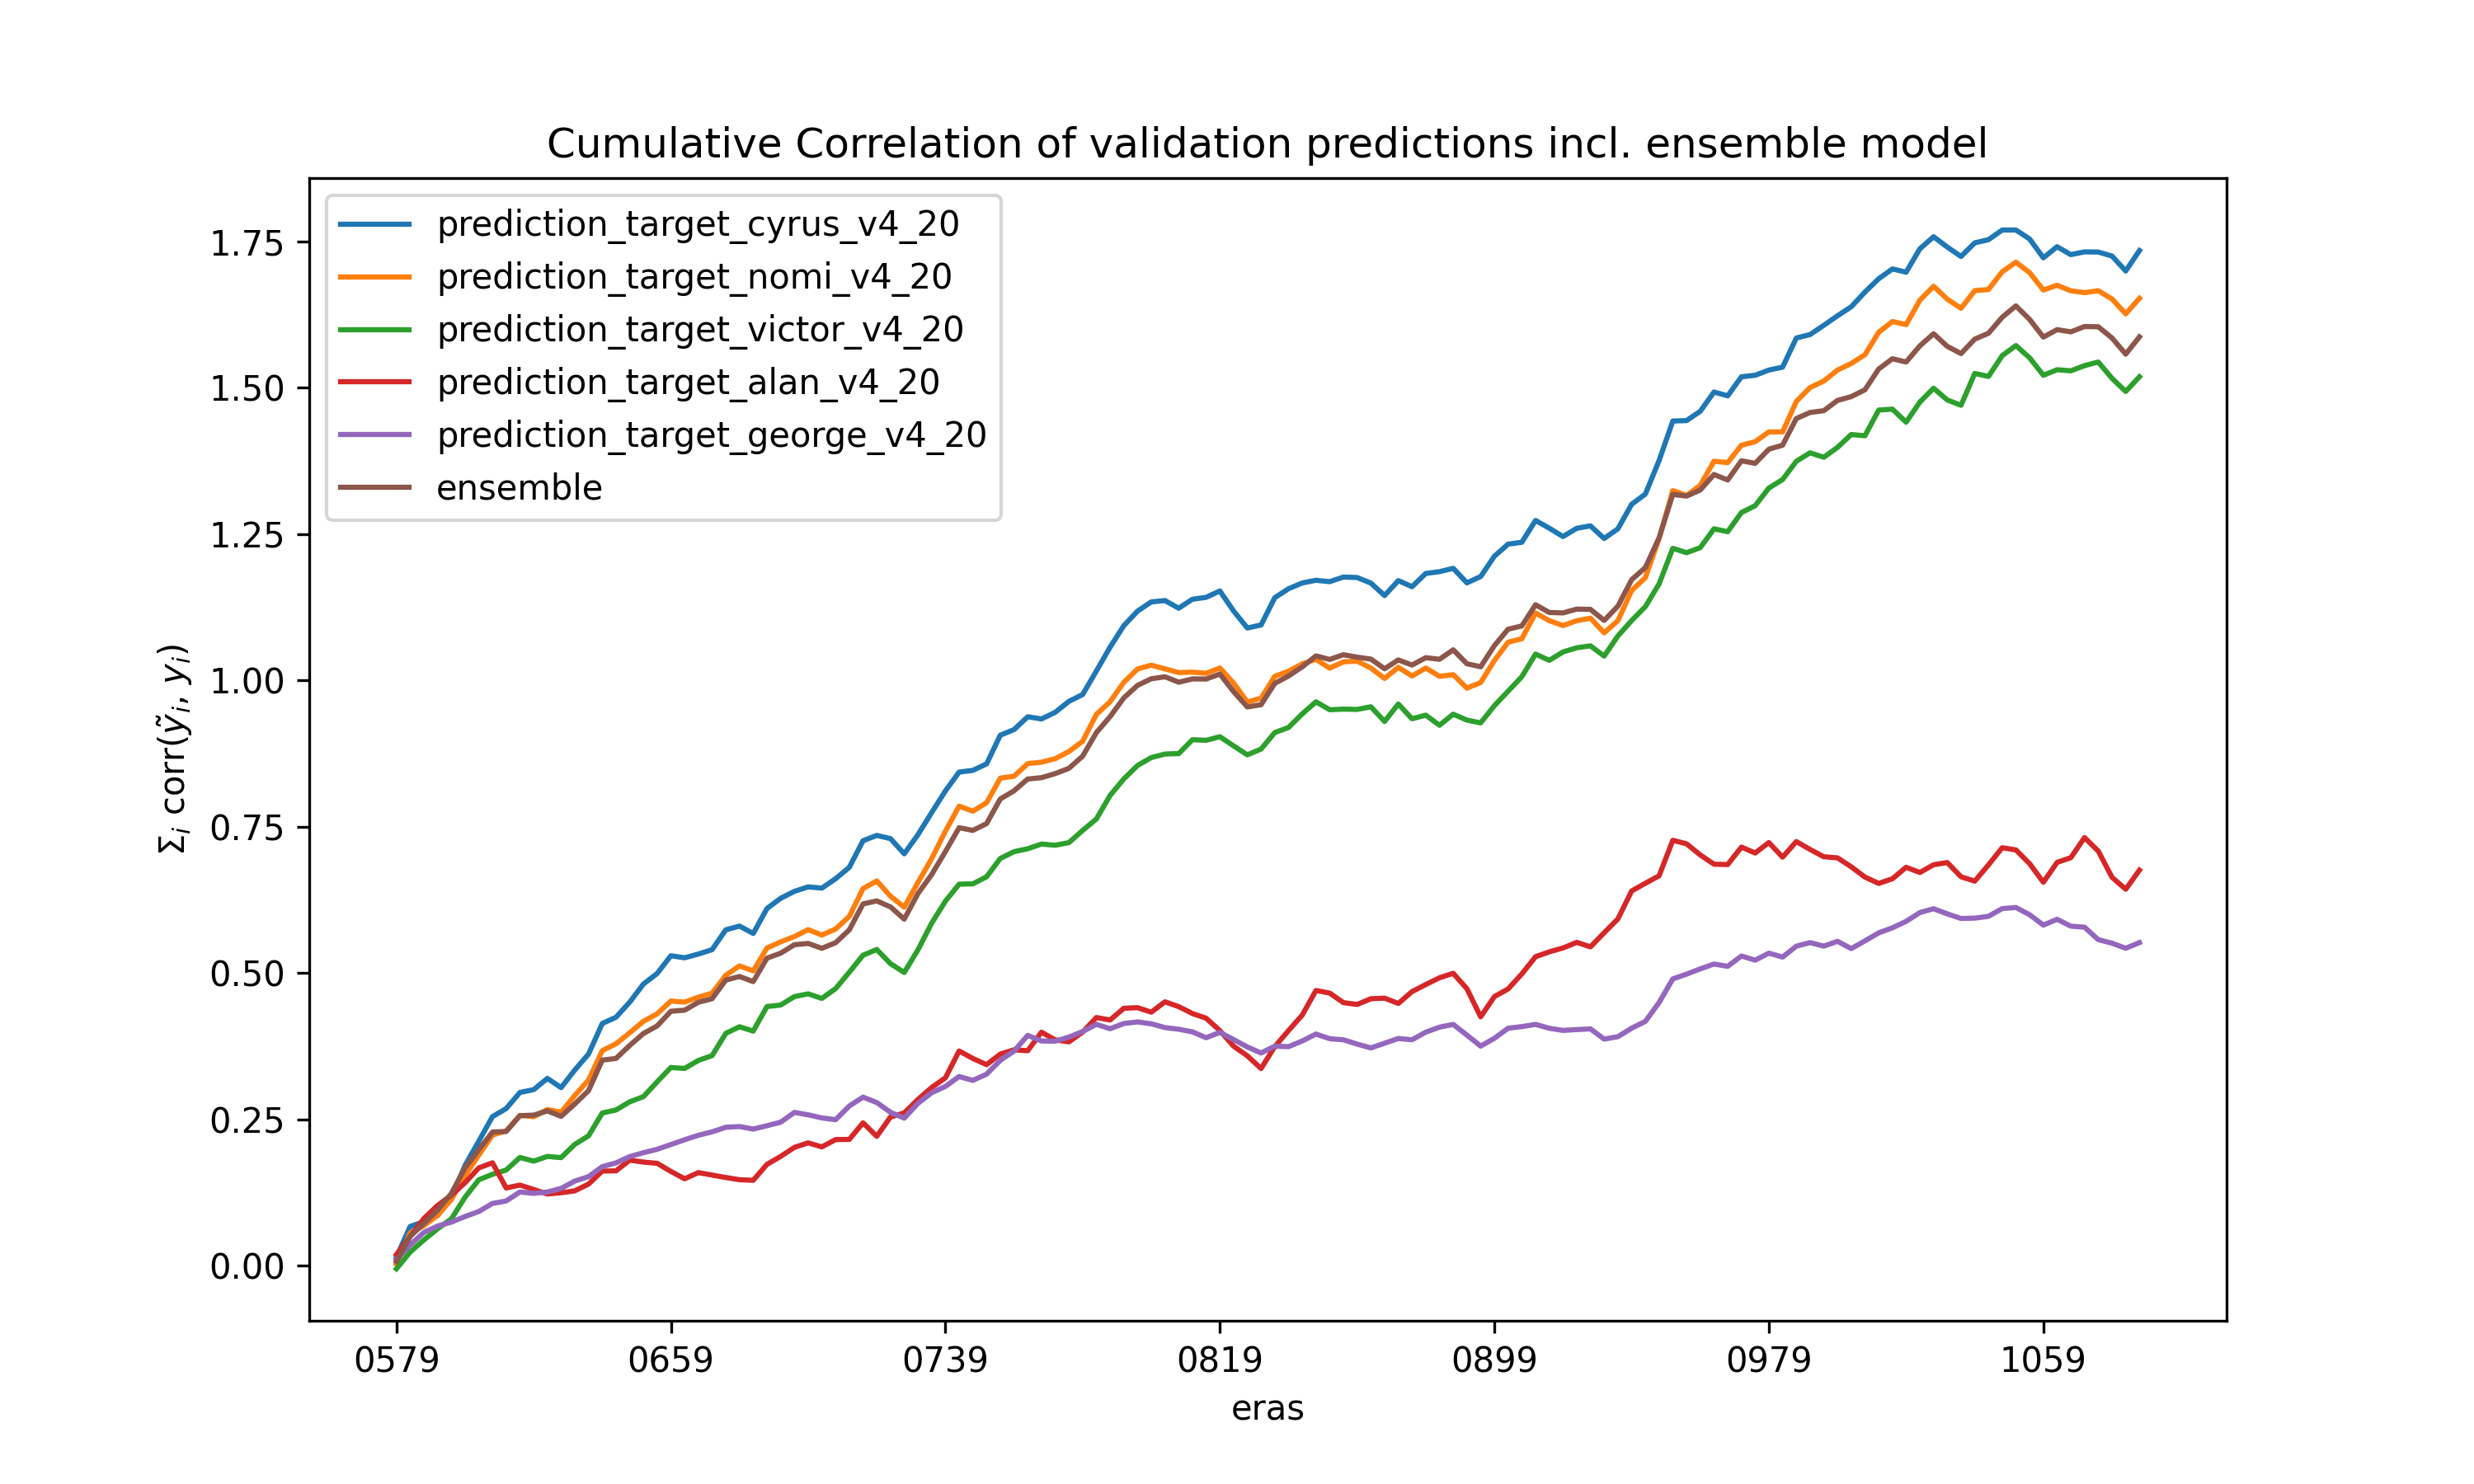 Cumulative Correlation of validation predictions incl. ensemble model
prediction_target_cyrus_v4_20
prediction_target_nomi_v4_20
prediction_target_victor_v4_20
prediction_target_alan_v4_20
prediction_target_george_v4_20
ensemble
1.75
1.50
1.25
1.00
0.75
0.50
0.25
0.00
Σᵢ corr(ỹᵢ, yᵢ)
0579 0659 0739 0819 0899 0979 1059
eras